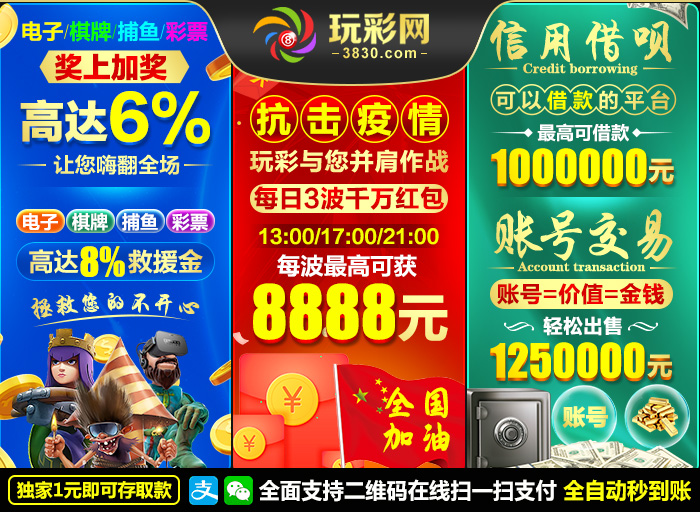 玩彩网
3830.com
8
电子/棋牌/捕鱼/彩票
奖上加奖
高达6%
让您嗨翻全场
电子 棋牌 捕鱼 彩票
高达8%救援金
拯救您的不开心
抗击疫情
玩彩与您并肩作战
每日3波千万红包
13:00/17:00/21:00
每波最高可获
8888元
¥
¥
全国
加油
信用借呗
Credit borrowing
可以借款的平台
最高可借款
1000000元
账号交易
Account transaction
账号=价值=金钱
轻松出售
1250000元
账号
独家1元即可存取款 支 全面支持二维码在线扫一扫支付 全自动秒到账